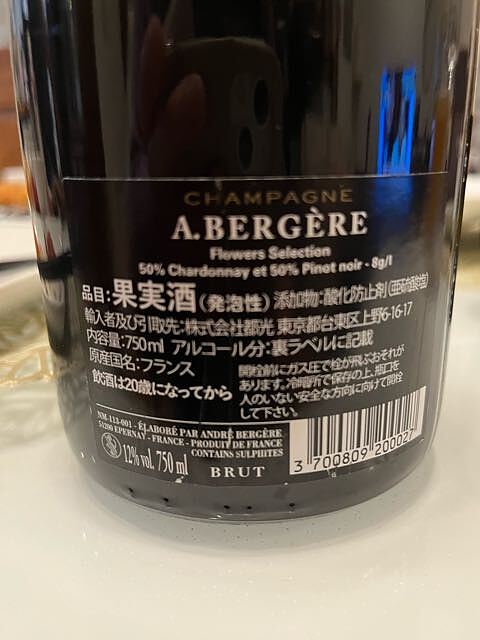 CHAMPAGNE
A.BERGÈRE
Flowers Selection
50% Chardonnay et 50% Pinot noir - 8g/l
品目:果実酒(発泡性) 添加物:酸化防止剤(亜硫酸塩)
輸入者及び引取先:株式会社都光 東京都台東区上野6-16-17
内容量:750ml アルコール分:裏ラベルに記載
原産国名:フランス
飲酒は20歳になってから
開栓前にガス圧で栓が飛ぶおそれが
あります。冷暗所で保存の上、瓶口を
人のいない安全な方向に向けて開栓
して下さい。
NM-113-001 - ÉLABORÉ PAR ANDRÉ BERGÈRE
51200 EPERNAY - FRANCE - PRODUIT DE FRANCE
CONTAINS SULPHITES
12% vol. 750 ml
BRUT
3 700809 200027